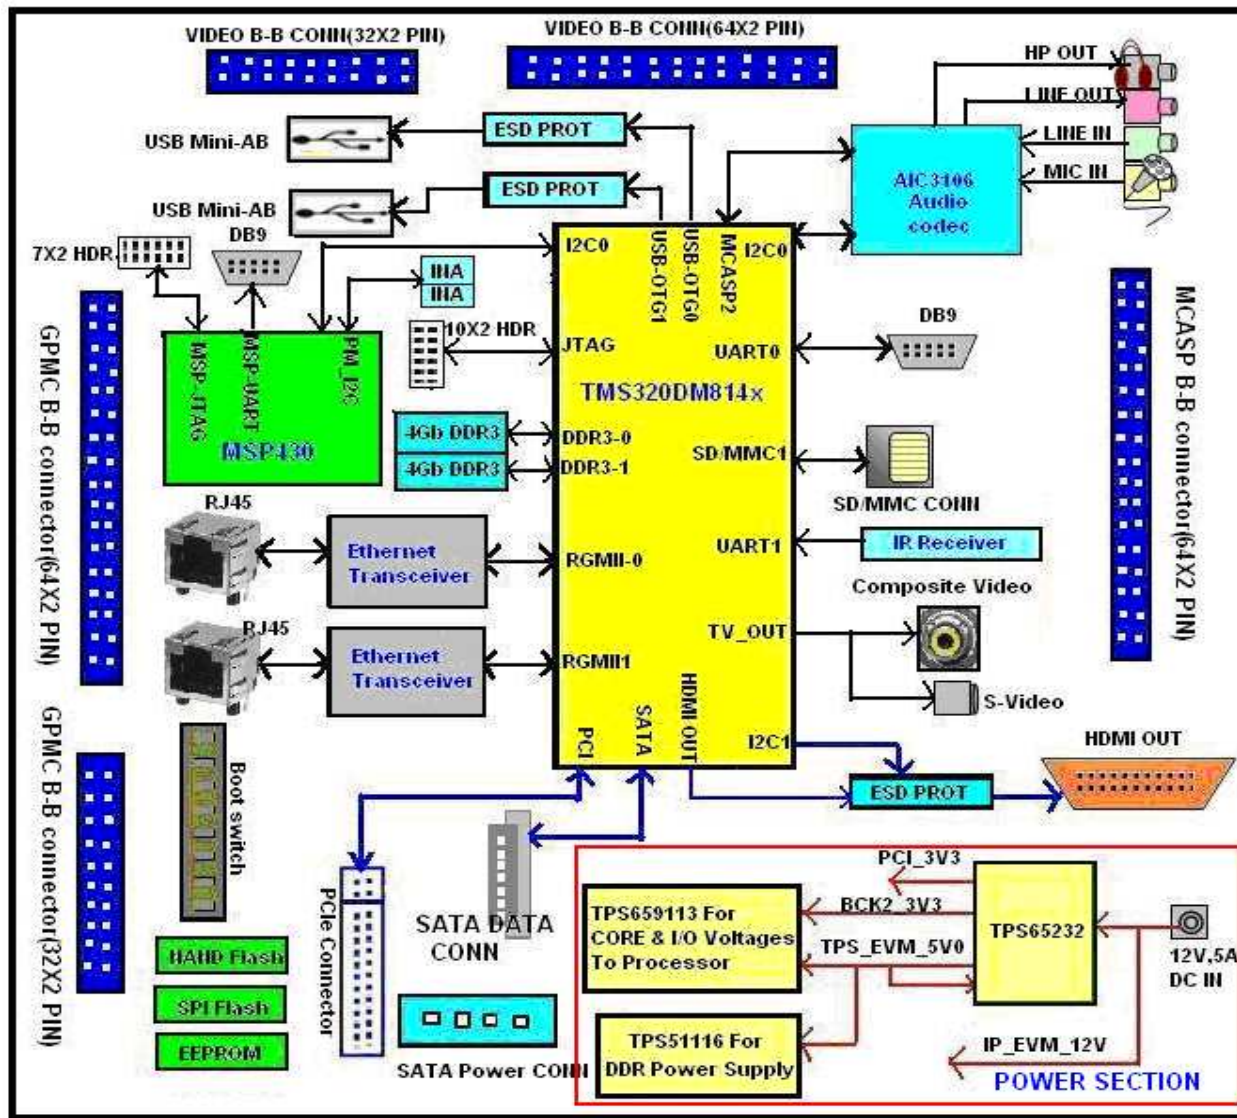 VIDEO B-B CONN(32X2 PIN)
VIDEO B-B CONN(64X2 PIN)
HP OUT
LINE OUT
LINE IN
MIC IN
USB Mini-AB
ESD PROT
USB Mini-AB
ESD PROT
AIC3106
Audio
codec
7X2 HDR
DB9
I2C0
USB-OTG1
USB-OTG0
MCASP2
I2C0
INA
INA
10X2 HDR
JTAG
UART0
DB9
MSP-JTAG
MSP-UART
PM_I2C
MSP430
TMS320DM814x
4Gb DDR3
DDR3-0
4Gb DDR3
DDR3-1
SD/MMC1
SD/MMC CONN
GPMC B-B connector(64X2 PIN)
MCASP B-B connector(64X2 PIN)
RJ45
Ethernet
Transceiver
RGMII-0
UART1
IR Receiver
Composite Video
RJ45
Ethernet
Transceiver
RGMII1
TV_OUT
S-Video
PCI
SATA
HDMI OUT
I2C1
ESD PROT
HDMI OUT
GPMC B-B connector(32X2 PIN)
Boot switch
PCIe Connector
SATA DATA
CONN
NAND Flash
SPI Flash
EEPROM
SATA Power CONN
PCI_3V3
BCK2_3V3
TPS_EVM_5V0
TPS65232
12V,5A
DC IN
TPS659113 For
CORE & I/O Voltages
To Processor
TPS51116 For
DDR Power Supply
IP_EVM_12V
POWER SECTION